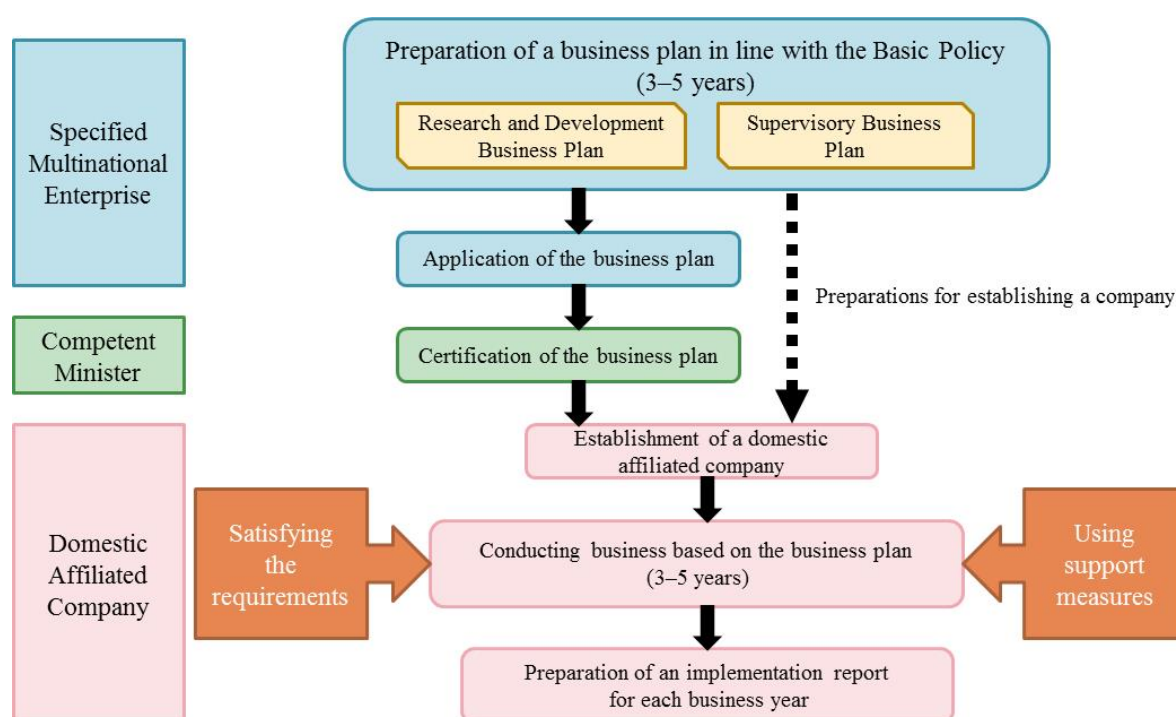 Specified
Multinational
Enterprise
Preparation of a business plan in line with the Basic Policy
(3–5 years)
Research and Development
Business Plan
Supervisory Business
Plan
Application of the business plan
Preparations for establishing a company
Competent
Minister
Certification of the business plan
Domestic
Affiliated
Company
Establishment of a domestic
affiliated company
Satisfying
the
requirements
Conducting business based on the business plan
(3–5 years)
Using
support
measures
Preparation of an implementation report
for each business year